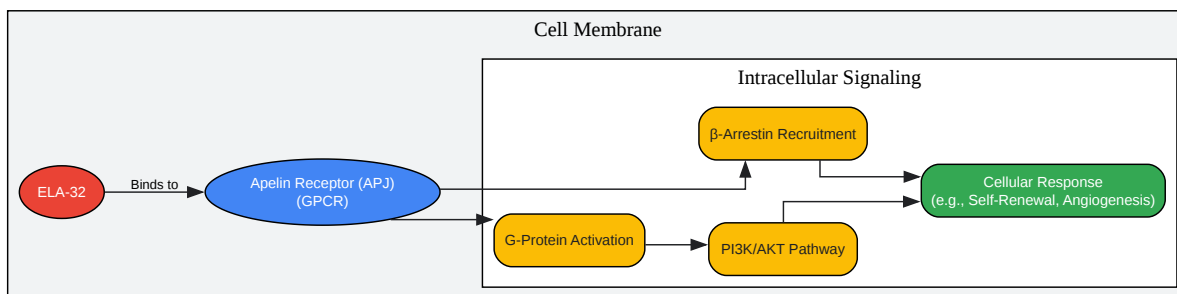 Cell Membrane
Intracellular Signaling
β-Arrestin Recruitment
ELA-32
Binds to
Apelin Receptor (APJ)
(GPCR)
Cellular Response
(e.g., Self-Renewal, Angiogenesis)
G-Protein Activation
PI3K/AKT Pathway